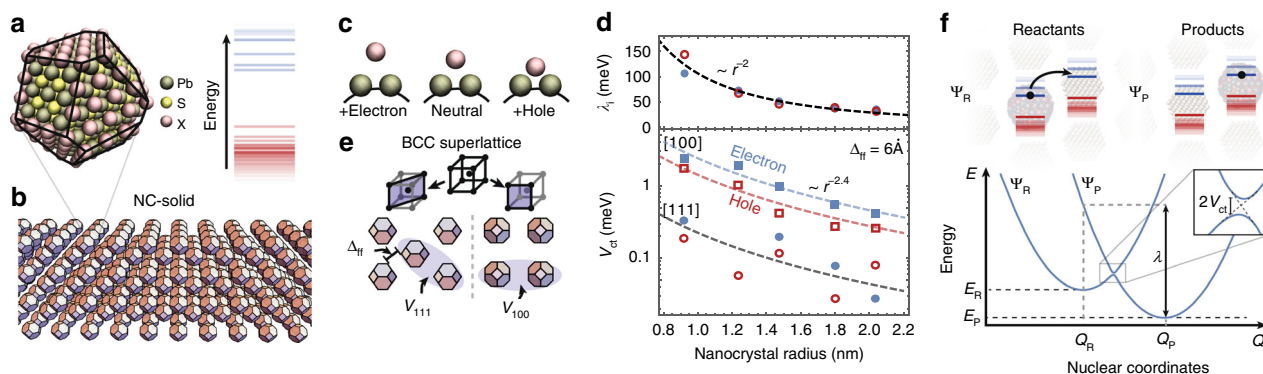 a
Energy
Pb
S
X
b
NC-solid
c
+Electron
Neutral
+Hole
e
BCC superlattice
Δff
V111
V100
d
λi (meV)
150
100
50
0
~ r−2
[100]
Electron
Δff = 6Å
~ r−2.4
Hole
[111]
Vct (meV)
1
0.1
0.8
1.0
1.2
1.4
1.6
1.8
2.0
2.2
Nanocrystal radius (nm)
f
Reactants
Products
ΨR
ΨP
E
ΨR
ΨP
2Vct
λ
Energy
ER
EP
QR
QP
Q
Nuclear coordinates